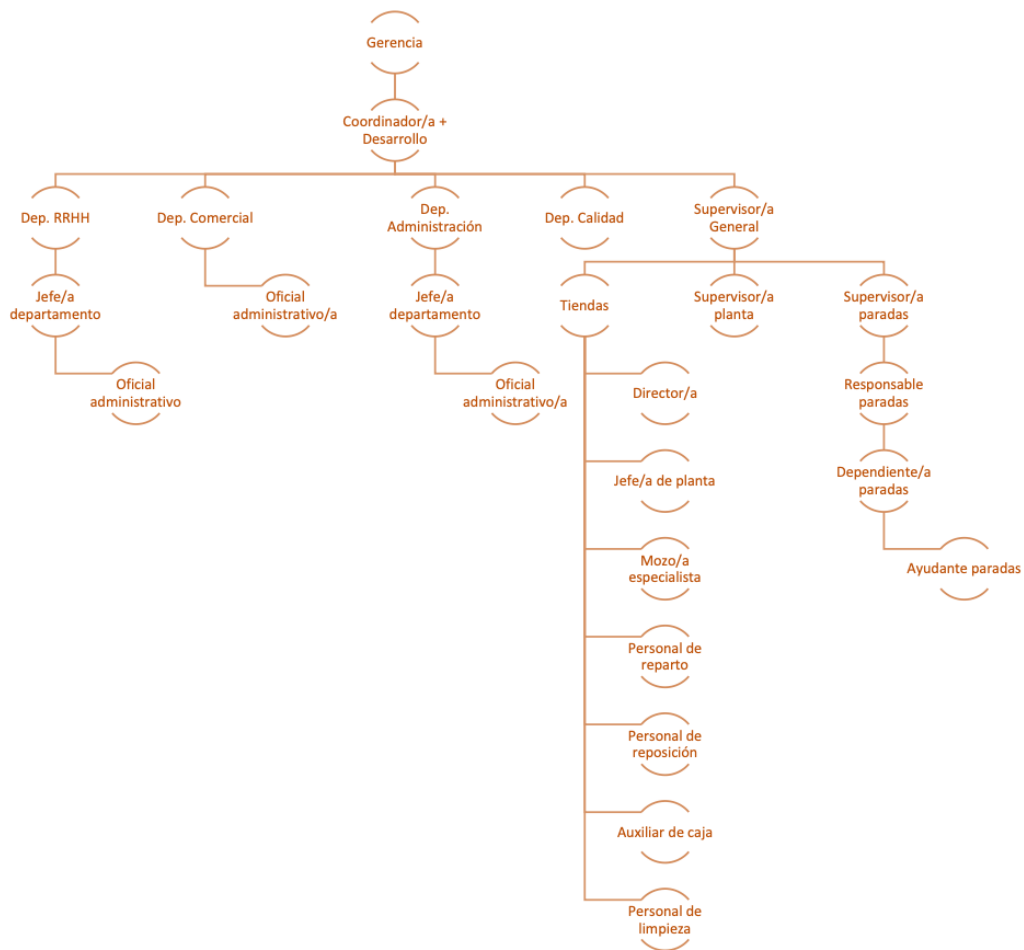 Gerencia
Coordinador/a +
Desarrollo
Dep. RRHH
Dep. Comercial
Dep.
Administración
Dep. Calidad
Supervisor/a
General
Jefe/a
departamento
Oficial
administrativo/a
Jefe/a
departamento
Tiendas
Supervisor/a
planta
Supervisor/a
paradas
Oficial
administrativo
Oficial
administrativo/a
Director/a
Responsable
paradas
Jefe/a de planta
Dependiente/a
paradas
Mozo/a
especialista
Ayudante paradas
Personal de
reparto
Personal de
reposición
Auxiliar de caja
Personal de
limpieza